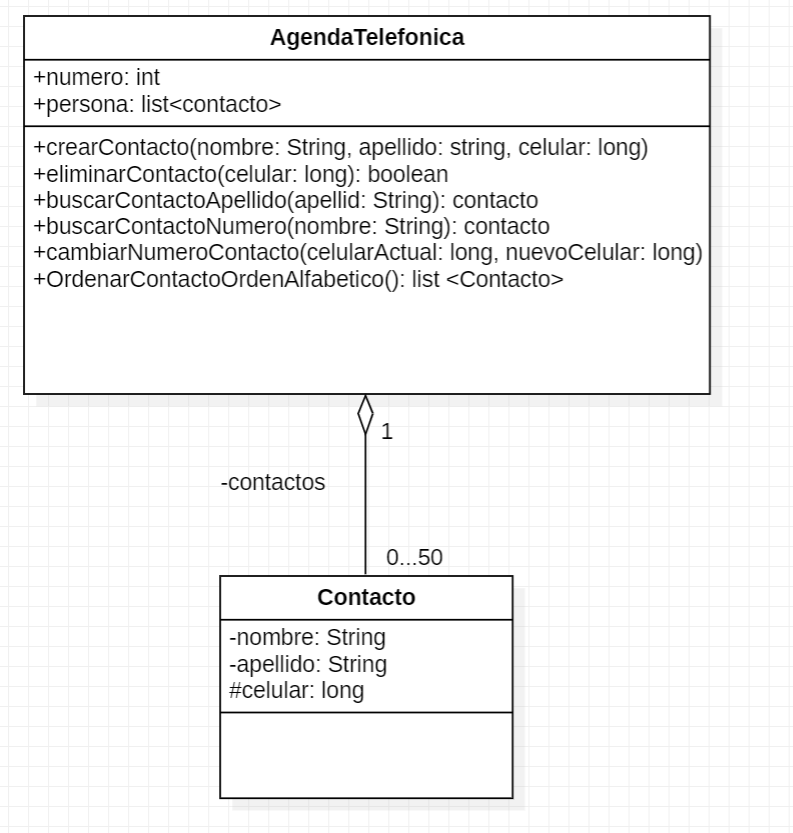 AgendaTelefonica
+numero: int
+persona: list<contacto>
+crearContacto(nombre: String, apellido: string, celular: long)
+eliminarContacto(celular: long): boolean
+buscarContactoApellido(apellid: String): contacto
+buscarContactoNumero(nombre: String): contacto
+cambiarNumeroContacto(celularActual: long, nuevoCelular: long)
+OrdenarContactoOrdenAlfabetico(): list <Contacto>
1
-contactos
0...50
Contacto
-nombre: String
-apellido: String
#celular: long